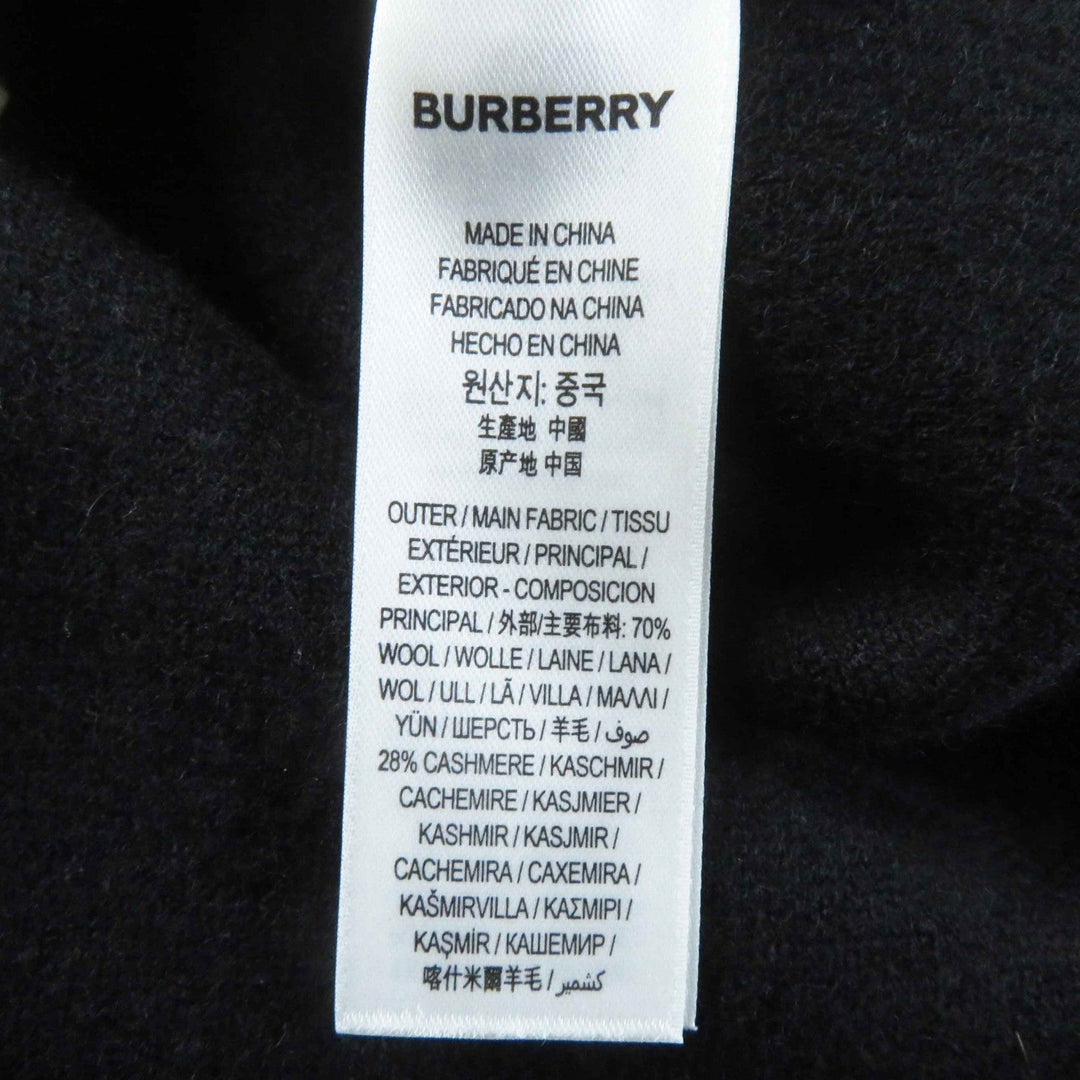 BURBERRY
MADE IN CHINA
FABRIQUÉ EN CHINE
FABRICADO NA CHINA
HECHO EN CHINA
원산지: 중국
生產地 中國
原产地 中国
OUTER / MAIN FABRIC / TISSU
EXTÉRIEUR / PRINCIPAL /
EXTERIOR - COMPOSICION
PRINCIPAL / 外部/主要布料: 70%
WOOL / WOLLE / LAINE / LANA /
WOL / ULL / LÃ / VILLA / ΜΑΛΛΙ /
YÜN / ШЕРСТЬ / 羊毛 / صوف
28% CASHMERE / KASCHMIR /
CACHEMIRE / KASJMIER /
KASHMIR / KASJMIR /
CACHEMIRA / CAXEMIRA /
KAŠMIRVILLA / ΚΑΣΜΙΡΙ /
KAŞMİR / КАШЕМИР /
喀什米爾羊毛 / كشمير